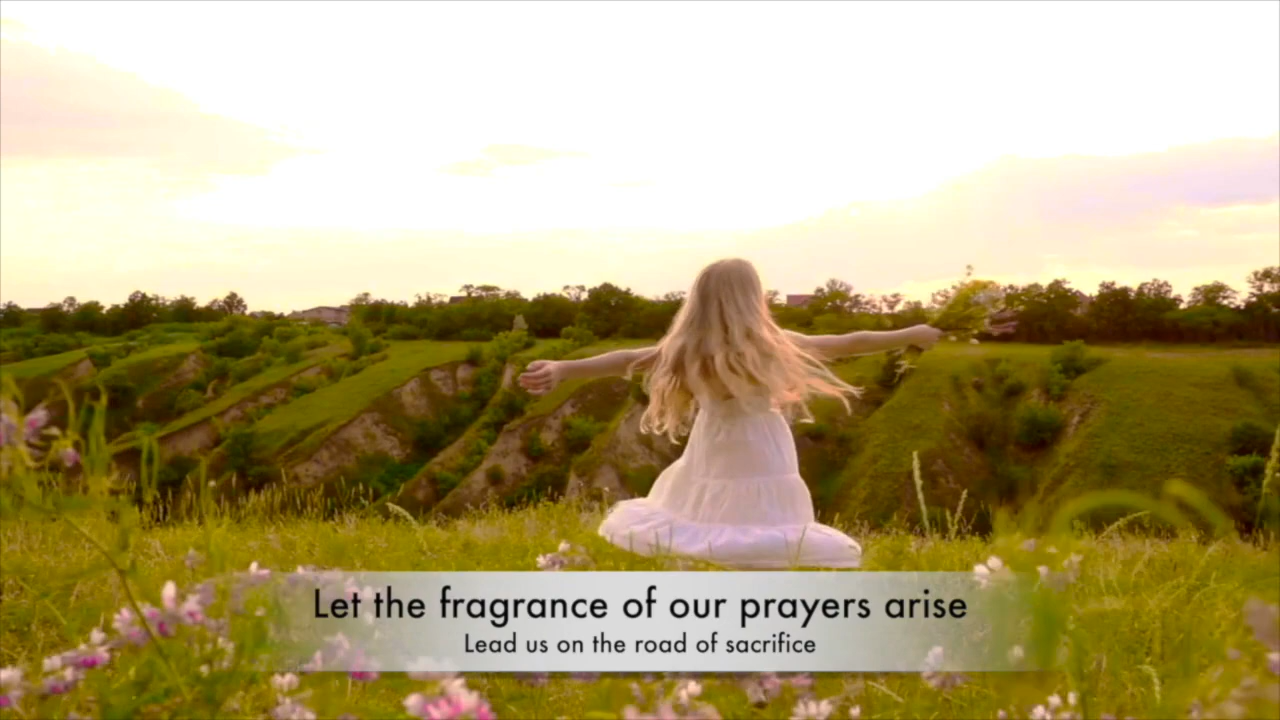 Let the fragrance of our prayers arise
Lead us on the road of sacrifice